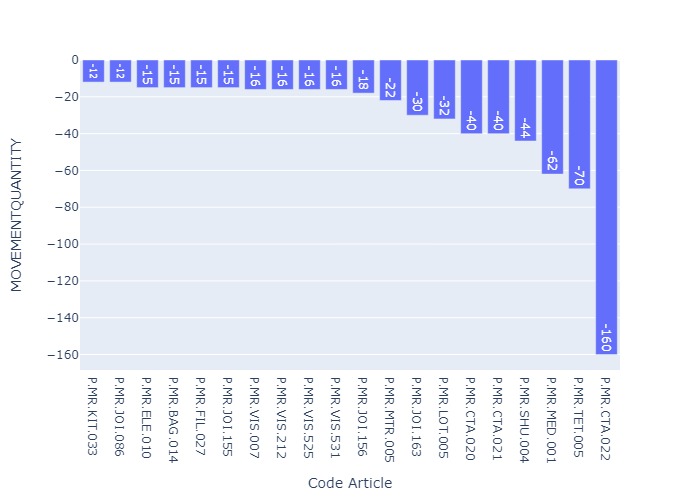 0
−20
−40
−60
−80
−100
−120
−140
−160
MOVEMENTQUANTITY
-12
-12
-15
-15
-15
-15
-16
-16
-16
-16
-18
-22
-30
-32
-40
-40
-44
-62
-70
-160
P.MR.KIT.033
P.MR.JOI.086
P.MR.ELE.010
P.MR.BAG.014
P.MR.FIL.027
P.MR.JOI.155
P.MR.VIS.007
P.MR.VIS.212
P.MR.VIS.525
P.MR.VIS.531
P.MR.JOI.156
P.MR.MTR.005
P.MR.JOI.163
P.MR.LOT.005
P.MR.CTA.020
P.MR.CTA.021
P.MR.SHU.004
P.MR.MED.001
P.MR.TET.005
P.MR.CTA.022
Code Article